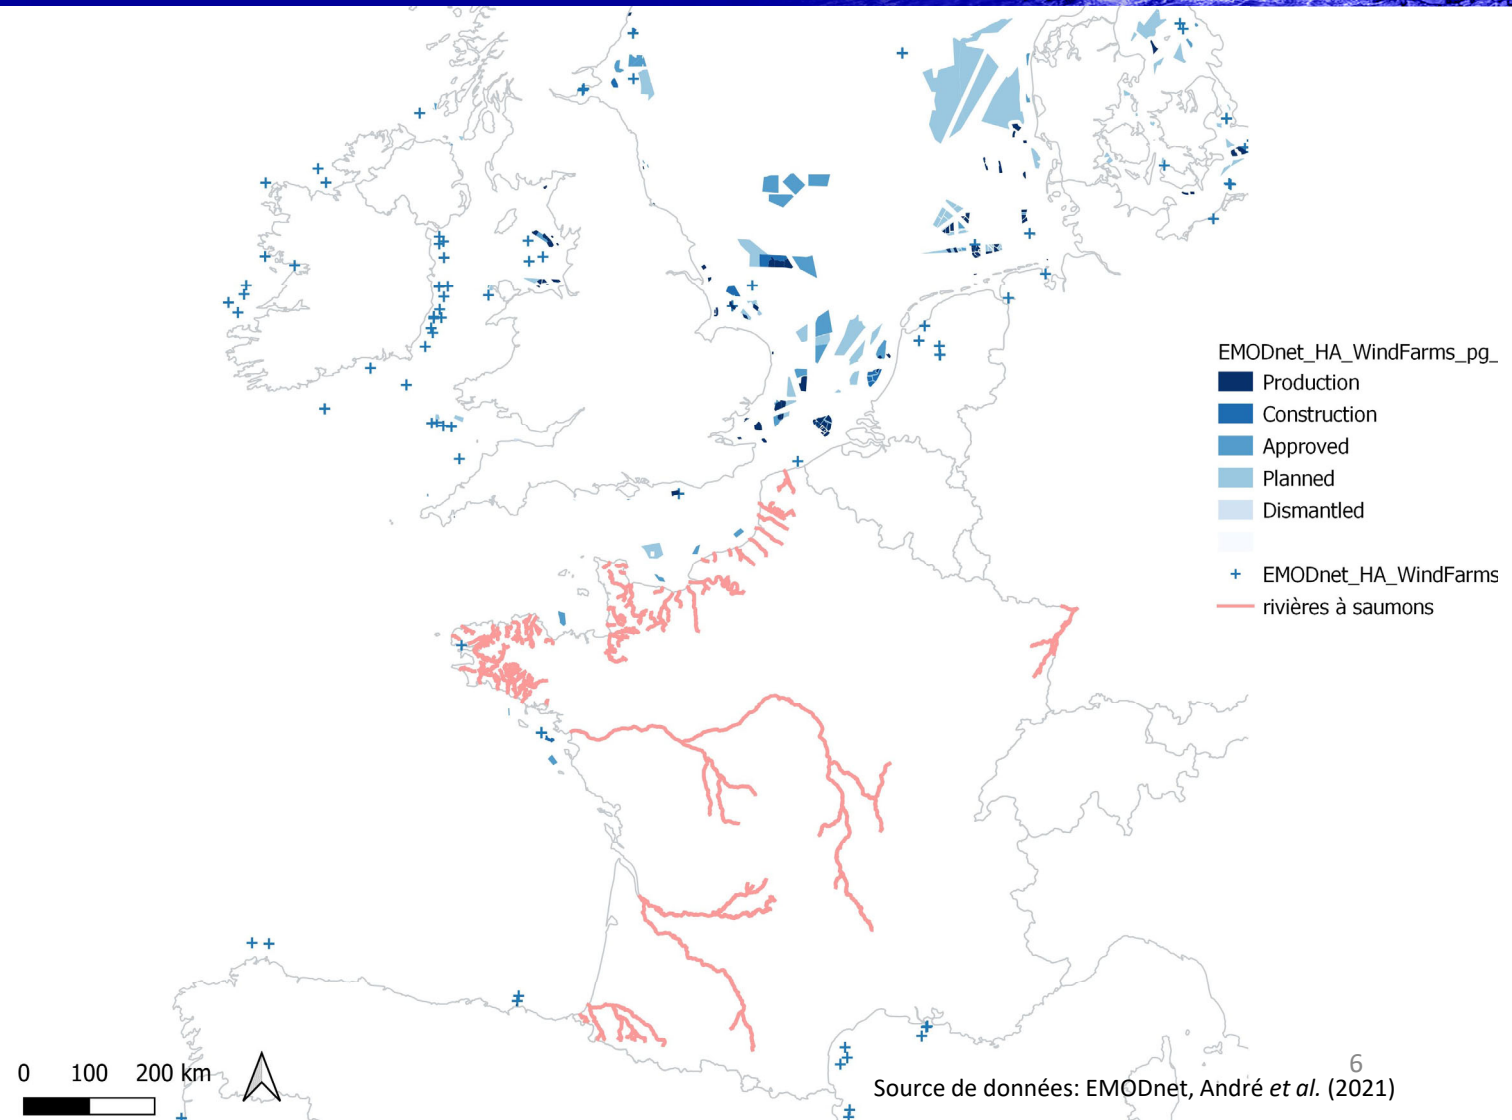 EMODnet_HA_WindFarms_pg_
Production
Construction
Approved
Planned
Dismantled
EMODnet_HA_WindFarms
rivières à saumons
0 100 200 km
6
Source de données: EMODnet, André et al. (2021)